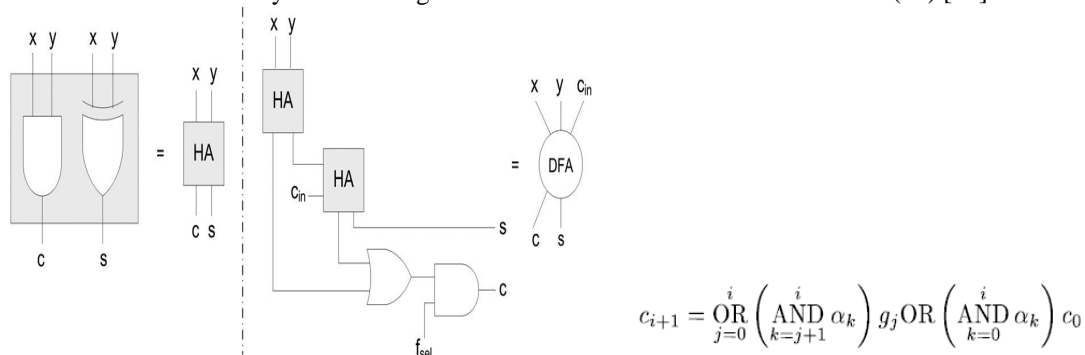 x y x y
x y
HA
=
c s
c s
x y
HA
HA
c_in
s
c
f_sel
=
x y c_in
DFA
c s
c_{i+1} = OR_{j=0}^{i} ( AND_{k=j+1}^{i} α_k ) g_j OR ( AND_{k=0}^{i} α_k ) c_0